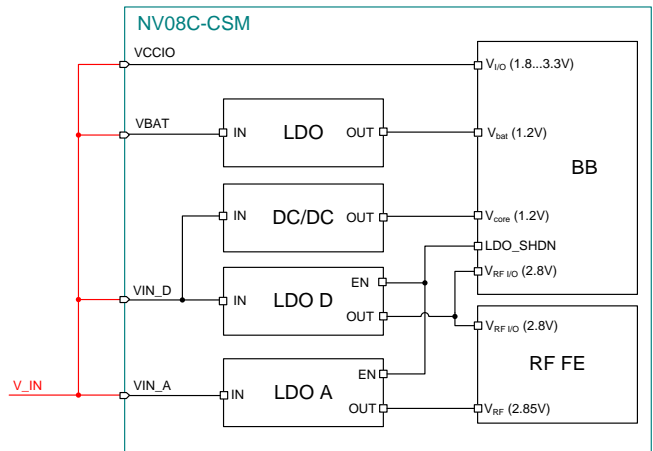 NV08C-CSM
VCCIO
V_I/O (1.8...3.3V)
VBAT
IN
LDO
OUT
V_bat (1.2V)
BB
IN
DC/DC
OUT
V_core (1.2V)
LDO_SHDN
EN
V_RF I/O (2.8V)
VIN_D
IN
LDO D
OUT
V_RF I/O (2.8V)
RF FE
EN
V_IN
VIN_A
IN
LDO A
OUT
V_RF (2.85V)